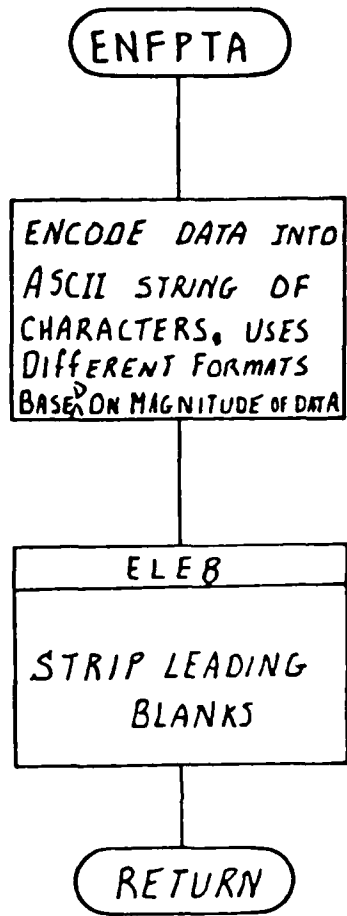 ENFPTA
ENCODE DATA INTO
ASCII STRING OF
CHARACTERS. USES
DIffERENT FORMATS
BASED ON MAGNITUDE OF DATA
ELEB
STRIP LEADING
BLANKS
RETURN